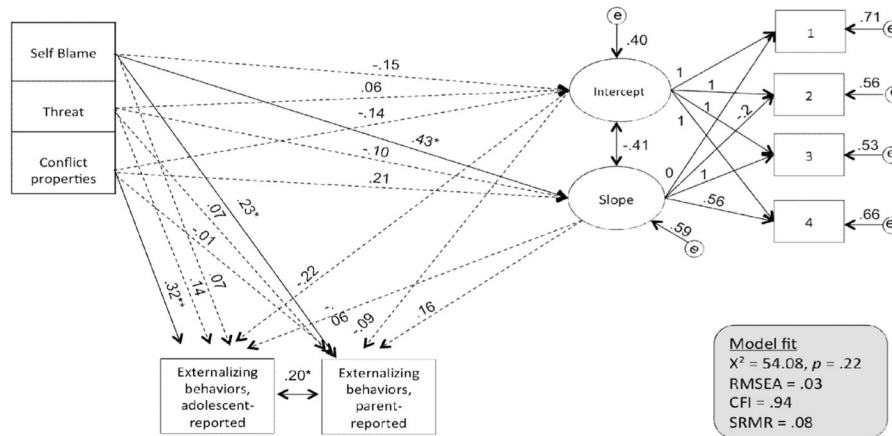 Self Blame
Threat
Conflict
properties
e
.40
Intercept
-.41
Slope
.59
e
-.15
.06
-.14
.43*
-.10
.21
.23*
.07
-.01
.07
.14
.32**
-.22
-.09
-.
06
.16
1
1
1
1
0
-.2
1
.56
1
.71
e
2
.56
3
.53
e
4
.66
e
Externalizing
behaviors,
adolescent-
reported
.20*
Externalizing
behaviors,
parent-
reported
Model fit
X² = 54.08, p = .22
RMSEA = .03
CFI = .94
SRMR = .08